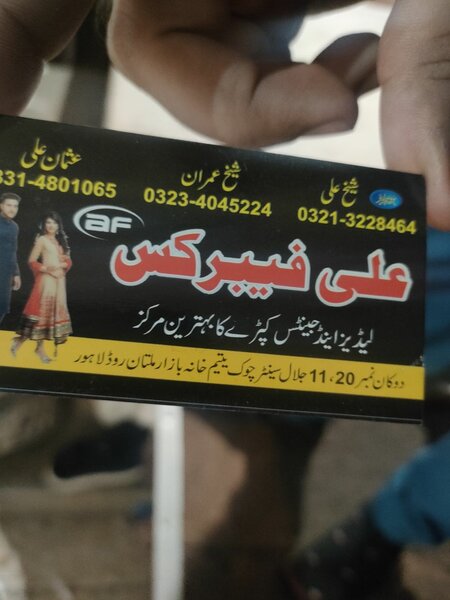 شیخ علی شیخ عمران عثمان علی
0321-3228464 0323-4045224 331-4801065
aF
علی فیبرکس
لیڈیز اینڈ جینٹس کپڑے کا بہترین مرکز
دوکان نمبر 20، 11 جلال سینٹر چوک یتیم خانہ بازار ملتان روڈ لاہور